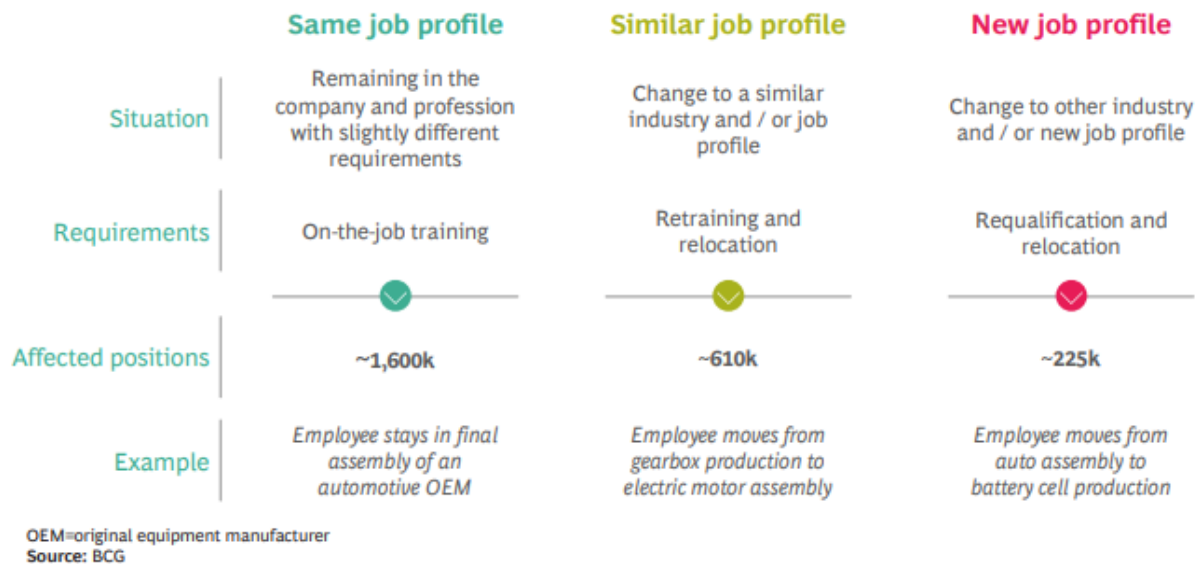 Same job profile
Similar job profile
New job profile
Situation
Remaining in the
company and profession
with slightly different
requirements
Change to a similar
industry and / or job
profile
Change to other industry
and / or new job profile
Requirements
On-the-job training
Retraining and
relocation
Requalification and
relocation
Affected positions
~1,600k
~610k
~225k
Example
Employee stays in final
assembly of an
automotive OEM
Employee moves from
gearbox production to
electric motor assembly
Employee moves from
auto assembly to
battery cell production
OEM=original equipment manufacturer
Source: BCG